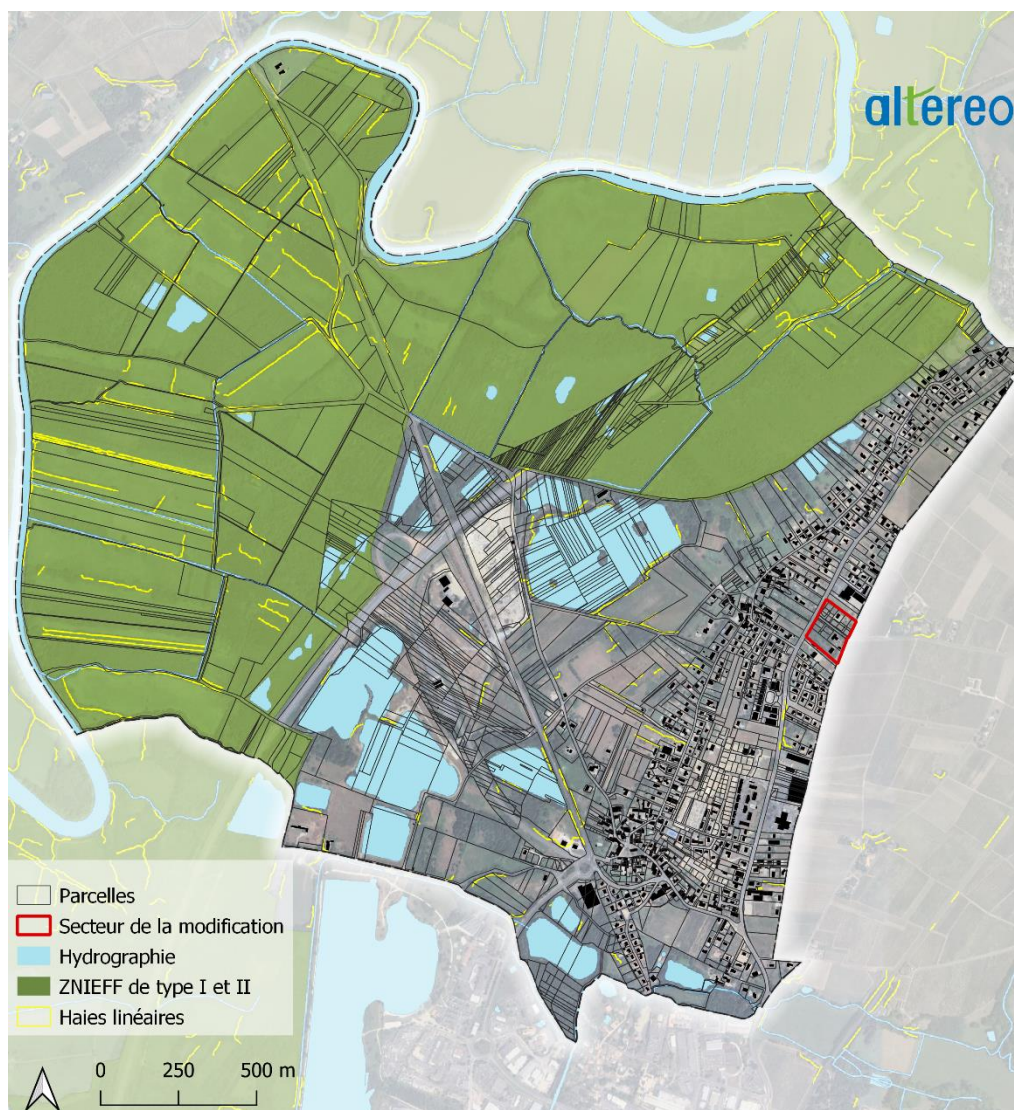 altereo
Parcelles
Secteur de la modification
Hydrographie
ZNIEFF de type I et II
Haies linéaires
0 250 500 m